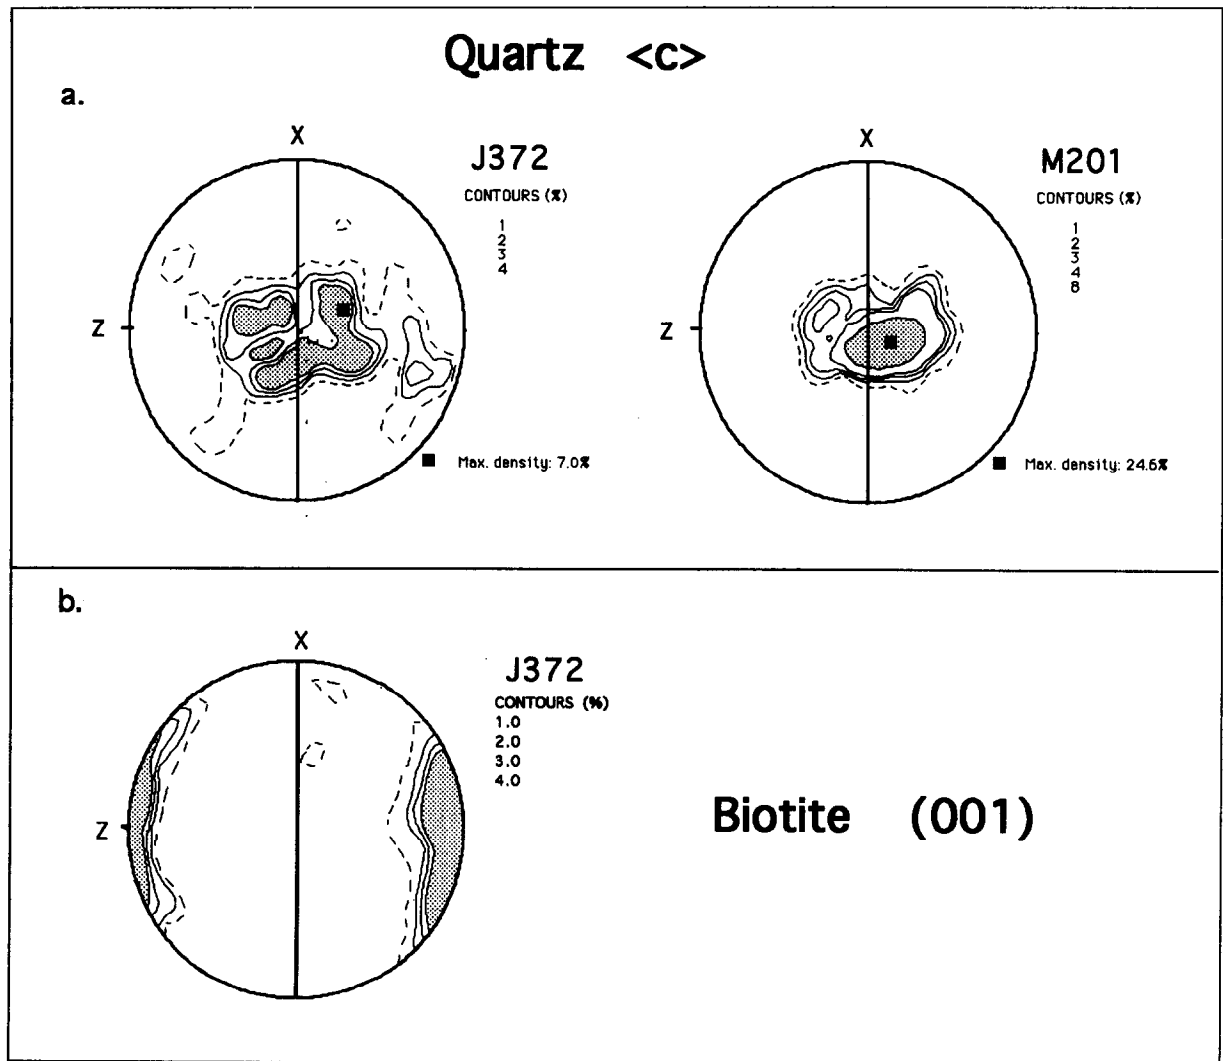 Quartz <c>
a.
X
J372
CONTOURS (%)
1
2
3
4
Z
Max. density: 7.0%
X
M201
CONTOURS (%)
1
2
3
4
8
Z
Max. density: 24.6%
b.
X
J372
CONTOURS (%)
1.0
2.0
3.0
4.0
Z
Biotite (001)